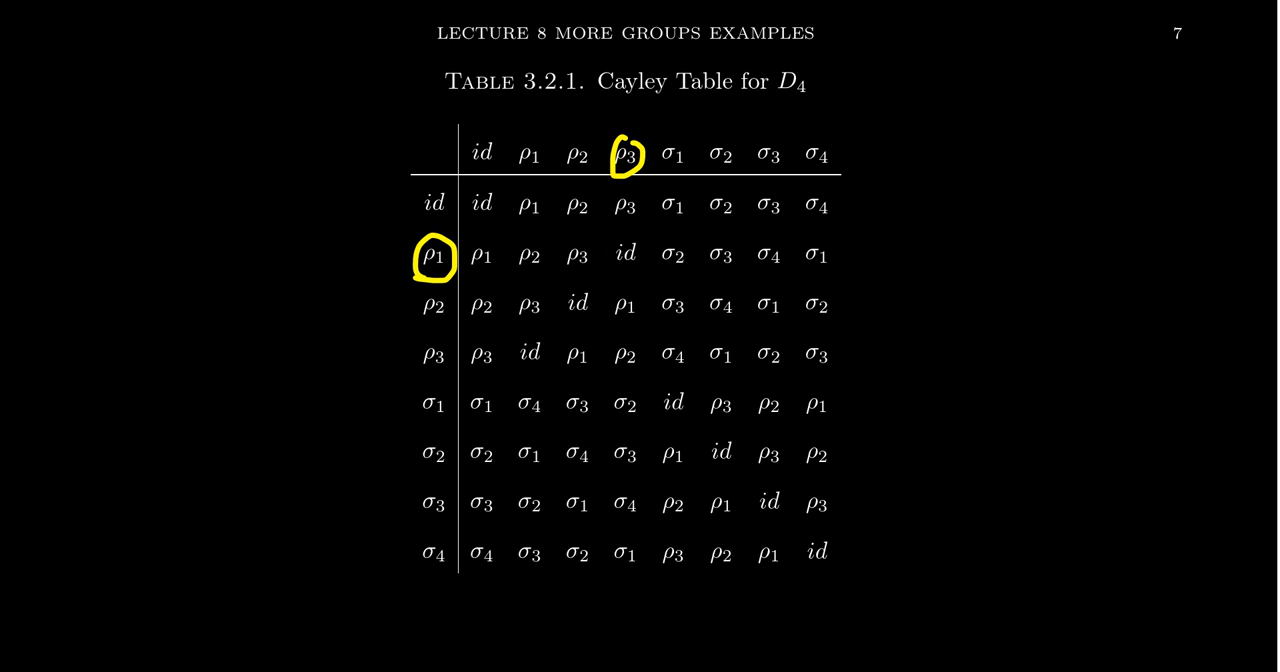 LECTURE 8 MORE GROUPS EXAMPLES 7
TABLE 3.2.1. Cayley Table for D₄
id ρ₁ ρ₂ ρ₃ σ₁ σ₂ σ₃ σ₄
id id ρ₁ ρ₂ ρ₃ σ₁ σ₂ σ₃ σ₄
ρ₁ ρ₁ ρ₂ ρ₃ id σ₂ σ₃ σ₄ σ₁
ρ₂ ρ₂ ρ₃ id ρ₁ σ₃ σ₄ σ₁ σ₂
ρ₃ ρ₃ id ρ₁ ρ₂ σ₄ σ₁ σ₂ σ₃
σ₁ σ₁ σ₄ σ₃ σ₂ id ρ₃ ρ₂ ρ₁
σ₂ σ₂ σ₁ σ₄ σ₃ ρ₁ id ρ₃ ρ₂
σ₃ σ₃ σ₂ σ₁ σ₄ ρ₂ ρ₁ id ρ₃
σ₄ σ₄ σ₃ σ₂ σ₁ ρ₃ ρ₂ ρ₁ id